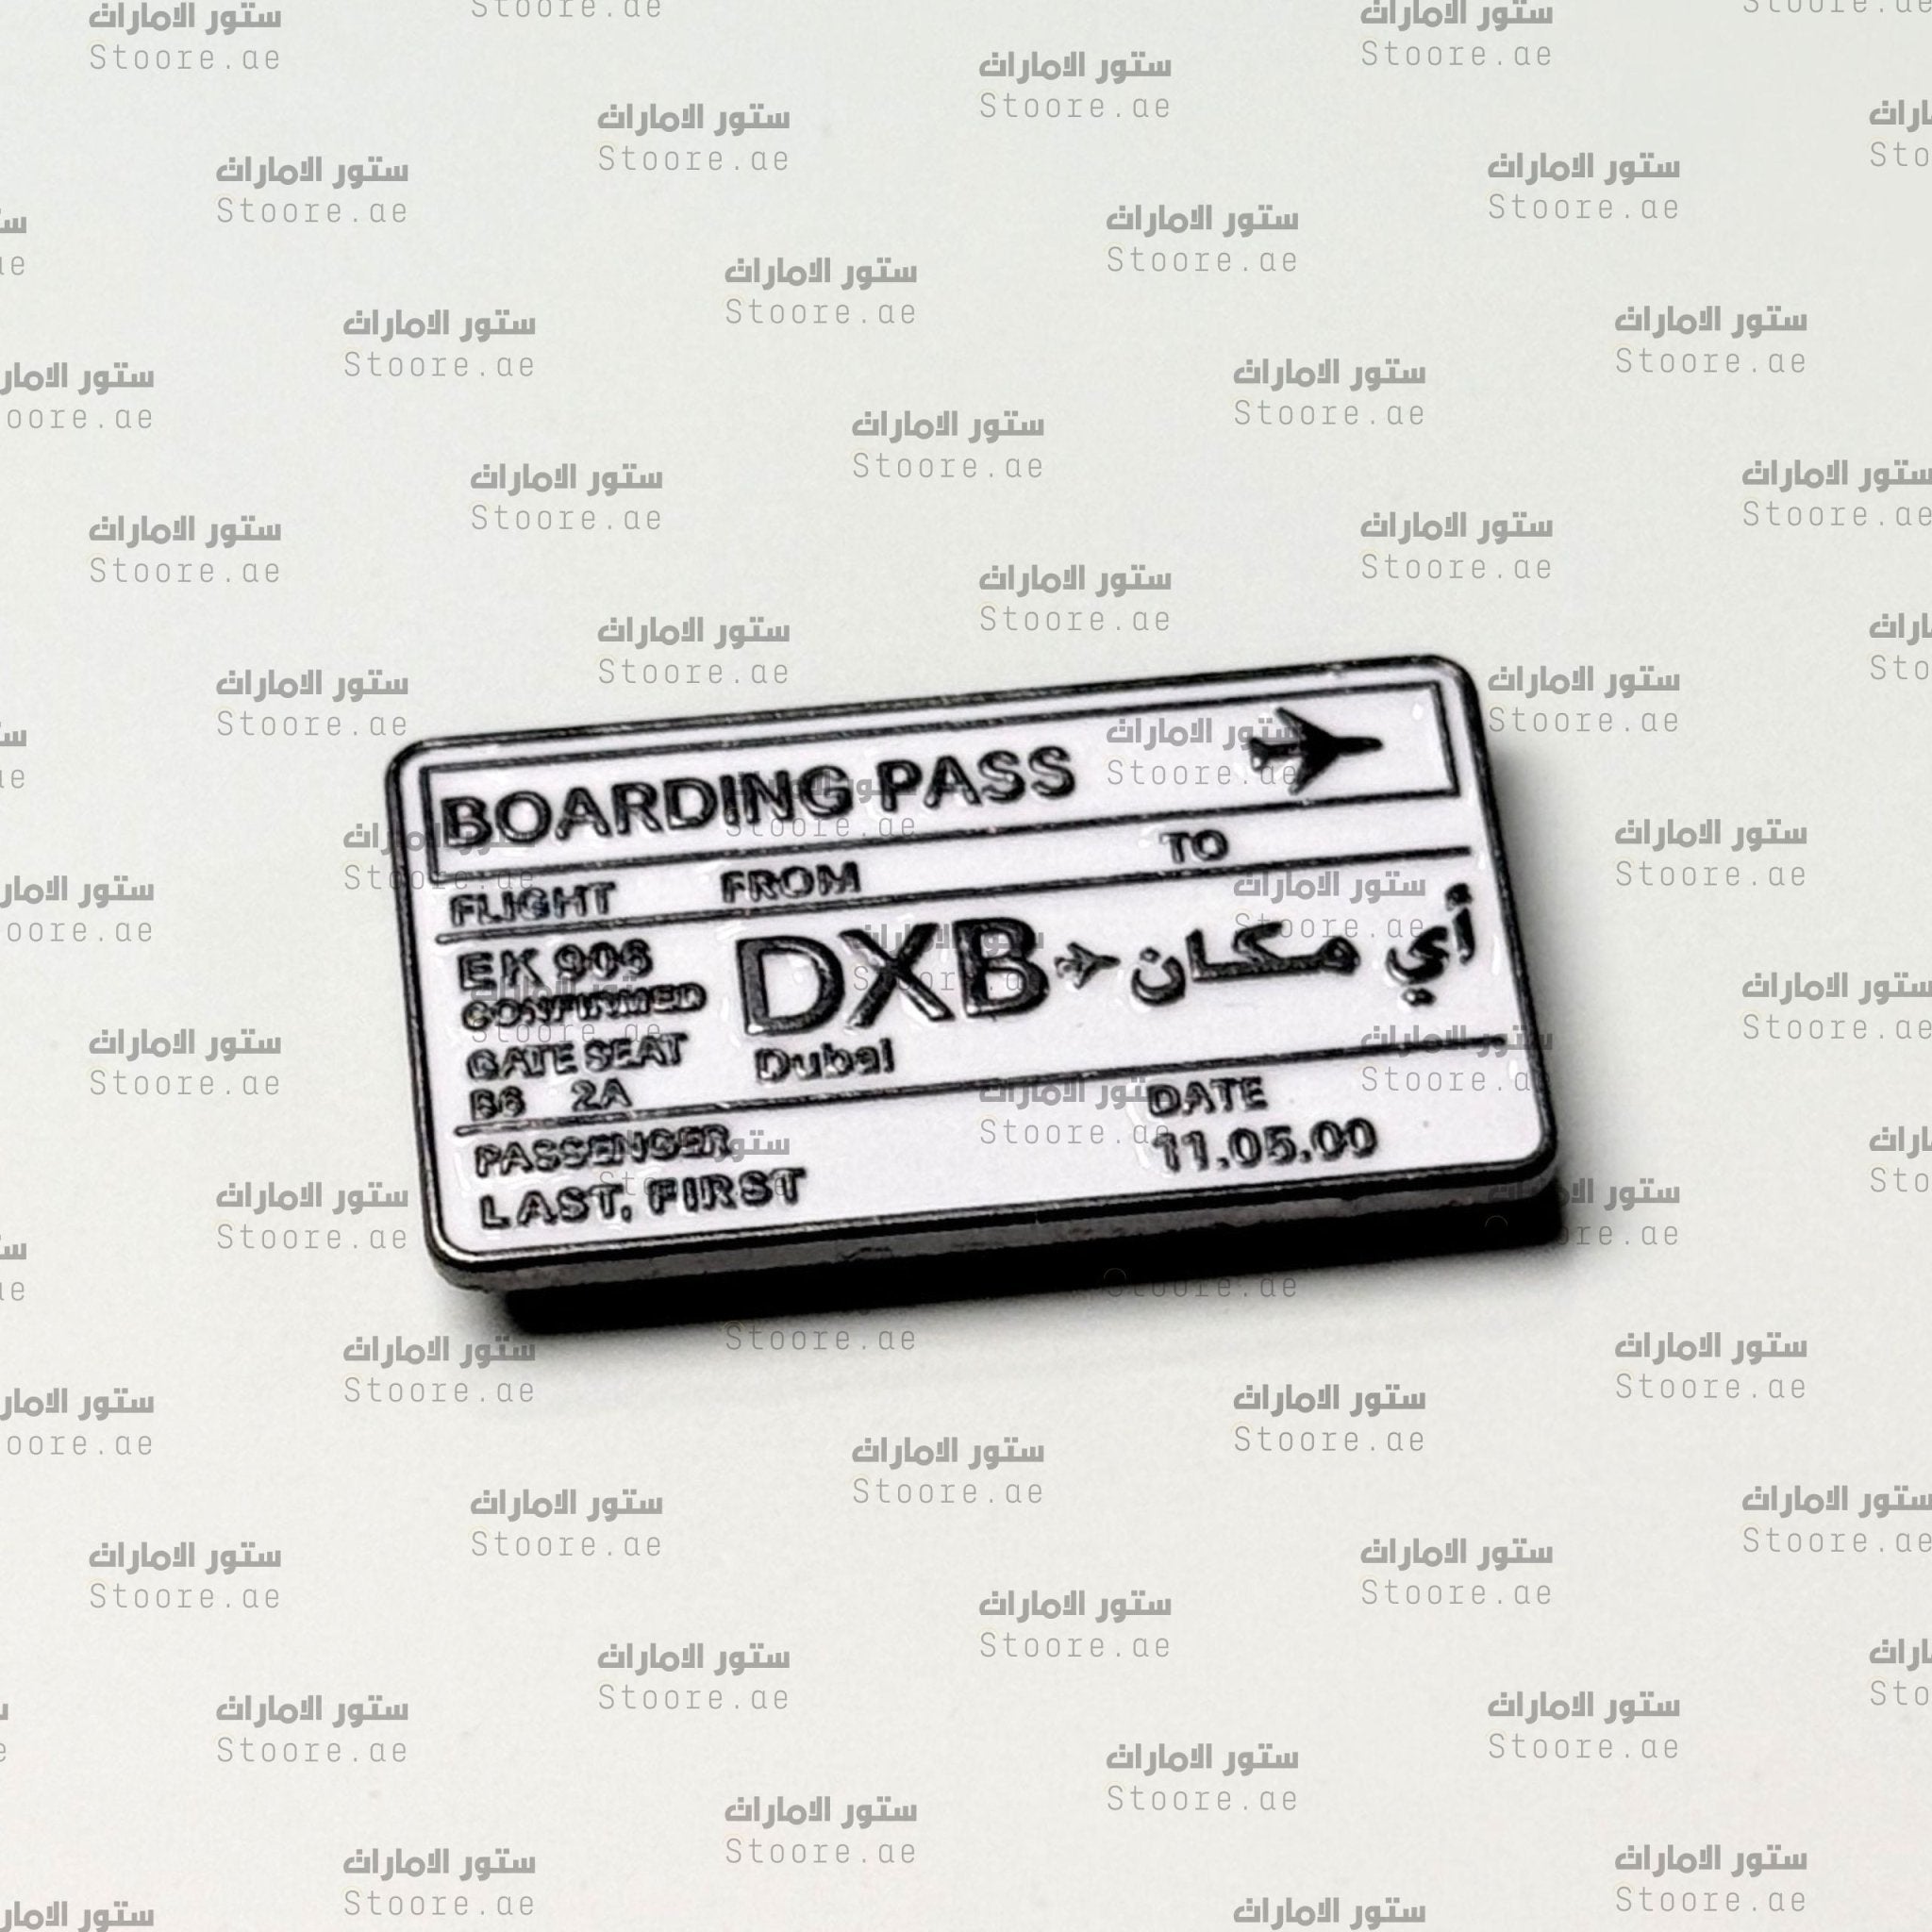 BOARDING PASS
FLIGHT FROM TO
EK 906
CONFIRMED
DXB أي مكان
GATE SEAT
B6 2A
Dubai
PASSENGER
LAST, FIRST
DATE
11.05.00
ستور الامارات
Stoore.ae